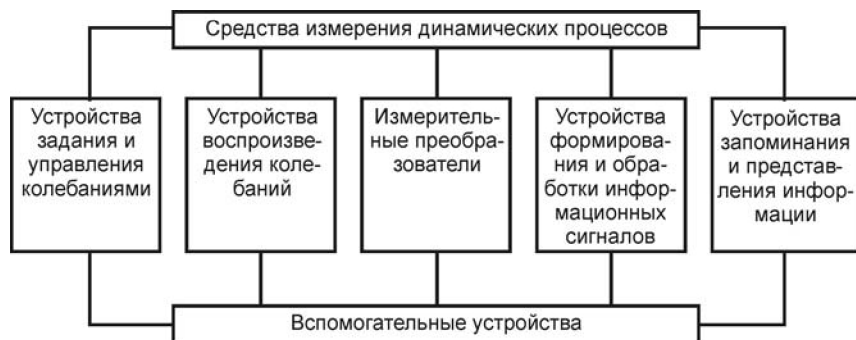 Средства измерения динамических процессов
Устройства
задания и
управления
колебаниями
Устройства
воспроизве-
дения коле-
баний
Измеритель-
ные преобра-
зователи
Устройства
формирова-
ния и обра-
ботки инфор-
мационных
сигналов
Устройства
запоминания
и представ-
ления инфор-
мации
Вспомогательные устройства